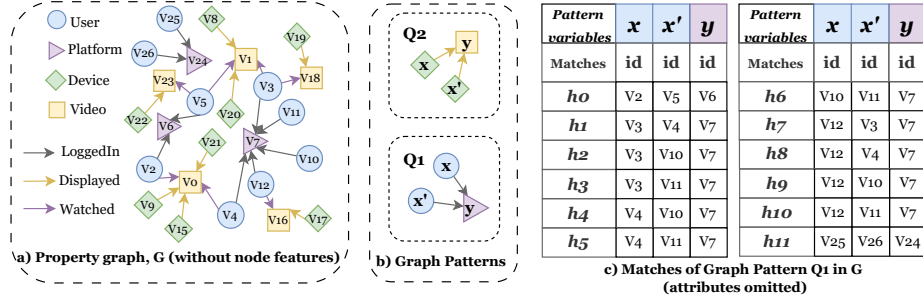 User
Platform
Device
Video
LoggedIn
Displayed
Watched
V25
V8
V19
V26
V24
V1
V18
V23
V5
V3
V11
V22
V6
V20
V7
V21
V10
V2
V0
V12
V9
V4
V15
V16
V17
a) Property graph, G (without node features)
Q2
y
x
x'
Q1
x
x'
y
b) Graph Patterns
Pattern variables x x' y
Matches id id id
h0 V2 V5 V6
h1 V3 V4 V7
h2 V3 V10 V7
h3 V3 V11 V7
h4 V4 V10 V7
h5 V4 V11 V7
Pattern variables x x' y
Matches id id id
h6 V10 V11 V7
h7 V12 V3 V7
h8 V12 V4 V7
h9 V12 V10 V7
h10 V12 V11 V7
h11 V25 V26 V24
c) Matches of Graph Pattern Q1 in G
(attributes omitted)